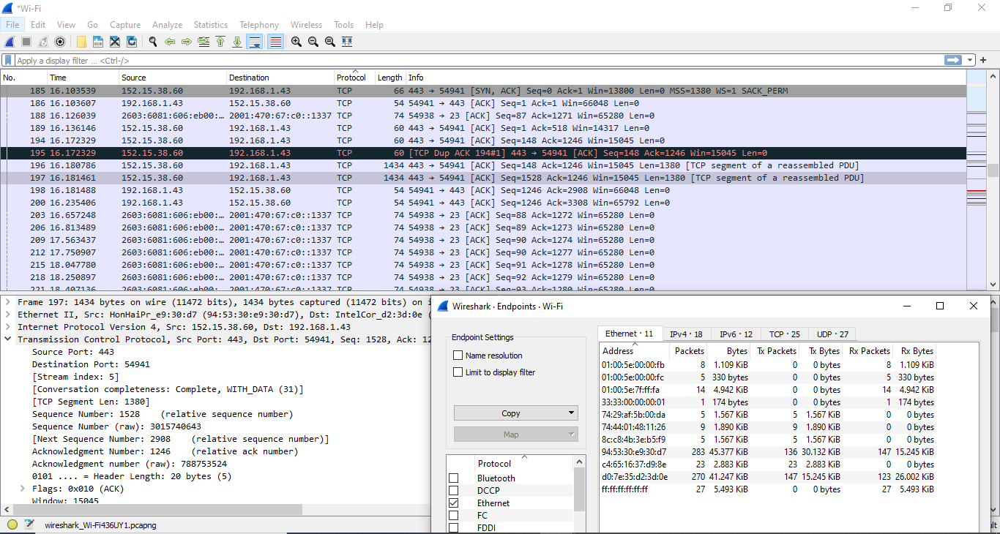 *Wi-Fi
File Edit View Go Capture Analyze Statistics Telephony Wireless Tools Help
Apply a display filter ... <Ctrl-/>
No. Time Source Destination Protocol Length Info
185 16.103539 152.15.38.60 192.168.1.43 TCP 66 443 → 54941 [SYN, ACK] Seq=0 Ack=1 Win=13800 Len=0 MSS=1380 WS=1 SACK_PERM
186 16.103607 192.168.1.43 152.15.38.60 TCP 54 54941 → 443 [ACK] Seq=1 Ack=1 Win=66048 Len=0
188 16.126039 2603:6081:606:eb00:… 2001:470:67:c0::1337 TCP 74 54938 → 23 [ACK] Seq=87 Ack=1271 Win=65280 Len=0
189 16.136146 152.15.38.60 192.168.1.43 TCP 60 443 → 54941 [ACK] Seq=1 Ack=518 Win=14317 Len=0
194 16.172329 152.15.38.60 192.168.1.43 TCP 60 443 → 54941 [ACK] Seq=148 Ack=1246 Win=15045 Len=0
195 16.172329 152.15.38.60 192.168.1.43 TCP 60 [TCP Dup ACK 194#1] 443 → 54941 [ACK] Seq=148 Ack=1246 Win=15045 Len=0
196 16.180786 152.15.38.60 192.168.1.43 TCP 1434 443 → 54941 [ACK] Seq=148 Ack=1246 Win=15045 Len=1380 [TCP segment of a reassembled PDU]
197 16.181461 152.15.38.60 192.168.1.43 TCP 1434 443 → 54941 [ACK] Seq=1528 Ack=1246 Win=15045 Len=1380 [TCP segment of a reassembled PDU]
198 16.181488 192.168.1.43 152.15.38.60 TCP 54 54941 → 443 [ACK] Seq=1246 Ack=2908 Win=66048 Len=0
200 16.235406 192.168.1.43 152.15.38.60 TCP 54 54941 → 443 [ACK] Seq=1246 Ack=3308 Win=65792 Len=0
203 16.657248 2603:6081:606:eb00:… 2001:470:67:c0::1337 TCP 74 54938 → 23 [ACK] Seq=88 Ack=1272 Win=65280 Len=0
206 16.813489 2603:6081:606:eb00:… 2001:470:67:c0::1337 TCP 74 54938 → 23 [ACK] Seq=89 Ack=1273 Win=65280 Len=0
209 17.563437 2603:6081:606:eb00:… 2001:470:67:c0::1337 TCP 74 54938 → 23 [ACK] Seq=90 Ack=1274 Win=65280 Len=0
212 17.750907 2603:6081:606:eb00:… 2001:470:67:c0::1337 TCP 74 54938 → 23 [ACK] Seq=90 Ack=1277 Win=65280 Len=0
215 18.047780 2603:6081:606:eb00:… 2001:470:67:c0::1337 TCP 74 54938 → 23 [ACK] Seq=91 Ack=1278 Win=65280 Len=0
218 18.250897 2603:6081:606:eb00:… 2001:470:67:c0::1337 TCP 74 54938 → 23 [ACK] Seq=92 Ack=1279 Win=65280 Len=0
221 18.407136 2603:6081:606:eb00:… 2001:470:67:c0::1337 TCP 74 54938 → 23 [ACK] Seq=93 Ack=1280 Win=65280 Len=0
Frame 197: 1434 bytes on wire (11472 bits), 1434 bytes captured (11472 bits) on i
Ethernet II, Src: HonHaiPr_e9:30:d7 (94:53:30:e9:30:d7), Dst: IntelCor_d2:3d:0e (
Internet Protocol Version 4, Src: 152.15.38.60, Dst: 192.168.1.43
Transmission Control Protocol, Src Port: 443, Dst Port: 54941, Seq: 1528, Ack: 12
Source Port: 443
Destination Port: 54941
[Stream index: 5]
[Conversation completeness: Complete, WITH_DATA (31)]
[TCP Segment Len: 1380]
Sequence Number: 1528 (relative sequence number)
Sequence Number (raw): 3015740643
[Next Sequence Number: 2908 (relative sequence number)]
Acknowledgment Number: 1246 (relative ack number)
Acknowledgment number (raw): 788753524
0101 .... = Header Length: 20 bytes (5)
Flags: 0x010 (ACK)
Window: 15045
wireshark_Wi-Fi436UY1.pcapng
Wireshark · Endpoints · Wi-Fi
Endpoint Settings
Name resolution
Limit to display filter
Copy
Map
Protocol
Bluetooth
DCCP
Ethernet
FC
FDDI
Ethernet · 11 IPv4 · 18 IPv6 · 12 TCP · 25 UDP · 27
Address Packets Bytes Tx Packets Tx Bytes Rx Packets Rx Bytes
01:00:5e:00:00:fb 8 1.109 KiB 0 0 bytes 8 1.109 KiB
01:00:5e:00:00:fc 5 330 bytes 0 0 bytes 5 330 bytes
01:00:5e:7f:ff:fa 14 4.942 KiB 0 0 bytes 14 4.942 KiB
33:33:00:00:00:01 1 174 bytes 0 0 bytes 1 174 bytes
74:29:af:5b:00:da 5 1.567 KiB 5 1.567 KiB 0 0 bytes
74:44:01:48:11:26 9 1.890 KiB 9 1.890 KiB 0 0 bytes
8c:c8:4b:3e:b5:f9 5 1.567 KiB 5 1.567 KiB 0 0 bytes
94:53:30:e9:30:d7 283 45.377 KiB 136 30.132 KiB 147 15.245 KiB
c4:65:16:37:d9:8e 23 2.883 KiB 23 2.883 KiB 0 0 bytes
d0:7e:35:d2:3d:0e 270 41.247 KiB 147 15.245 KiB 123 26.002 KiB
ff:ff:ff:ff:ff:ff 27 5.493 KiB 0 0 bytes 27 5.493 KiB